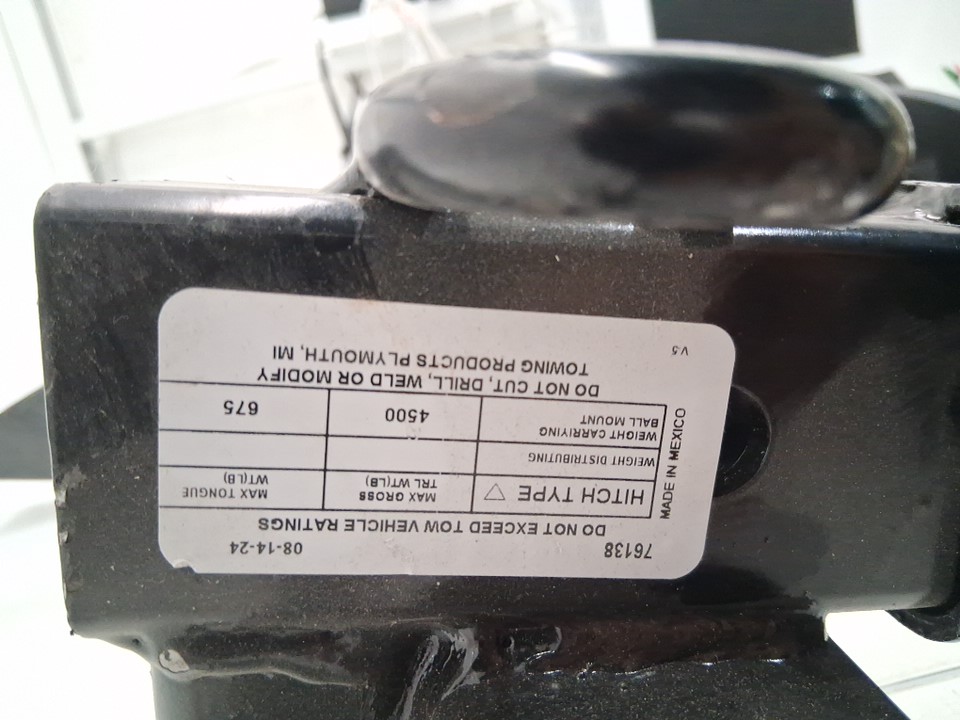 76138 08-14-24
DO NOT EXCEED TOW VEHICLE RATINGS
HITCH TYPE ▽ MAX GROSS TRL WT(LB) MAX TONGUE WT(LB)
WEIGHT DISTRIBUTING
WEIGHT CARRIYING BALL MOUNT 4500 675
DO NOT CUT, DRILL, WELD OR MODIFY
TOWING PRODUCTS PLYMOUTH, MI
MADE IN MEXICO
V.5